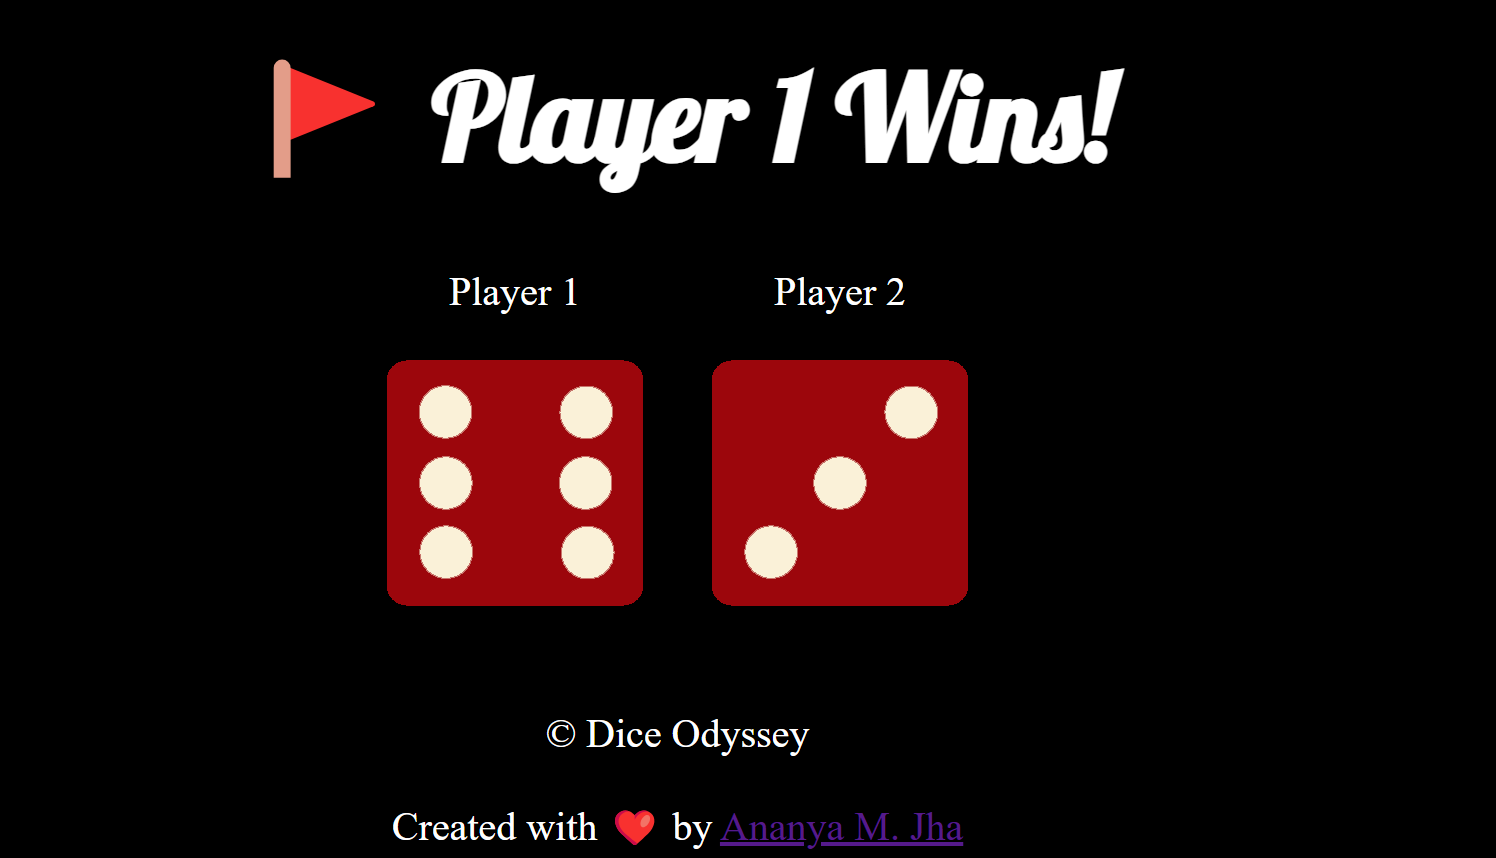 🚩 Player 1 Wins!
Player 1 Player 2
© Dice Odyssey
Created with ❤️ by Ananya M. Jha